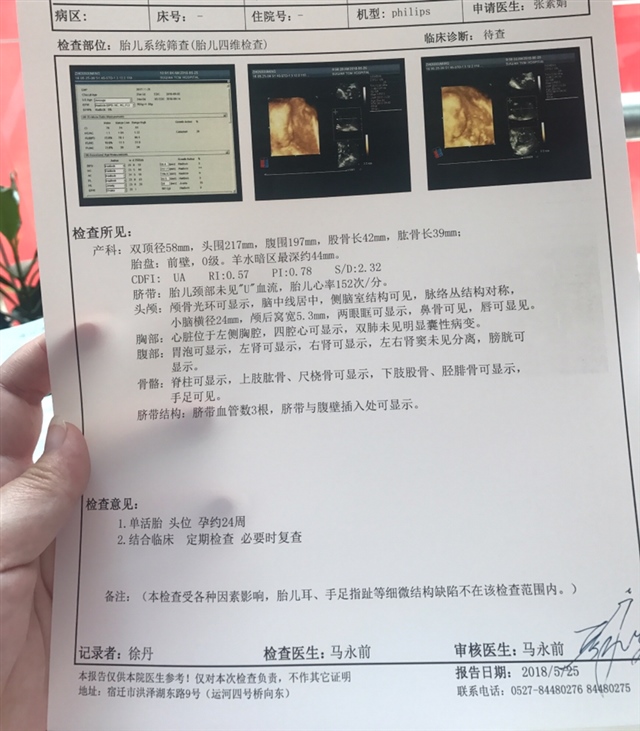 病区： 床号：- 住院号：- 机型：philips 申请医生：张素娟
检查部位：胎儿系统筛查(胎儿四维检查) 临床诊断：待查
检查所见：
产科：双顶径58mm，头围217mm，腹围197mm，股骨长42mm，肱骨长39mm；
胎盘：前壁，0级。羊水暗区最深约44mm。
CDFI: UA RI:0.57 PI:0.78 S/D:2.32
脐带：胎儿颈部未见"U"血流，胎儿心率152次/分。
头颅：颅骨光环可显示，脑中线居中，侧脑室结构可见，脉络丛结构对称，
小脑横径24mm，颅后窝宽5.3mm，两眼眶可显示，鼻骨可见，唇可显见。
胸部：心脏位于左侧胸腔，四腔心可显示，双肺未见明显囊性病变。
腹部：胃泡可显示，左肾可显示，右肾可显示，左右肾窦未见分离，膀胱可
显示。
骨骼：脊柱可显示，上肢肱骨、尺桡骨可显示，下肢股骨、胫腓骨可显示，
手足可见。
脐带结构：脐带血管数3根，脐带与腹壁插入处可显示。
检查意见：
1.单活胎 头位 孕约24周
2.结合临床 定期检查 必要时复查
备注：（本检查受各种因素影响，胎儿耳、手足指趾等细微结构缺陷不在该检查范围内。）
记录者：徐丹 检查医生：马永前 审核医生：马永前
本报告仅供本院医生参考！仅对本次检查负责，不作其它证明 报告日期：2018/5/25
地址：宿迁市洪泽湖东路9号（运河四号桥向东） 联系电话：0527-84480276 84480275